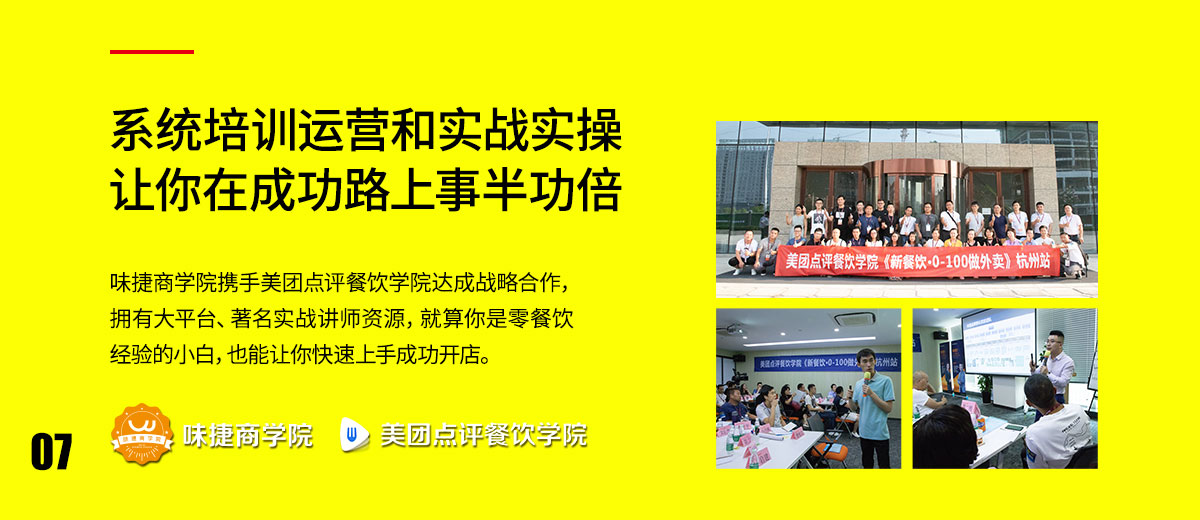 系统培训运营和实战实操
让你在成功路上事半功倍
味捷商学院携手美团点评餐饮学院达成战略合作，
拥有大平台、著名实战讲师资源，就算你是零餐饮
经验的小白，也能让你快速上手成功开店。
味捷商学院
味捷商学院
美团点评餐饮学院
07
美团点评餐饮学院《新餐饮·0-100做外卖》杭州站
美团点评餐饮学院《新餐饮·0-100做外
杭州站